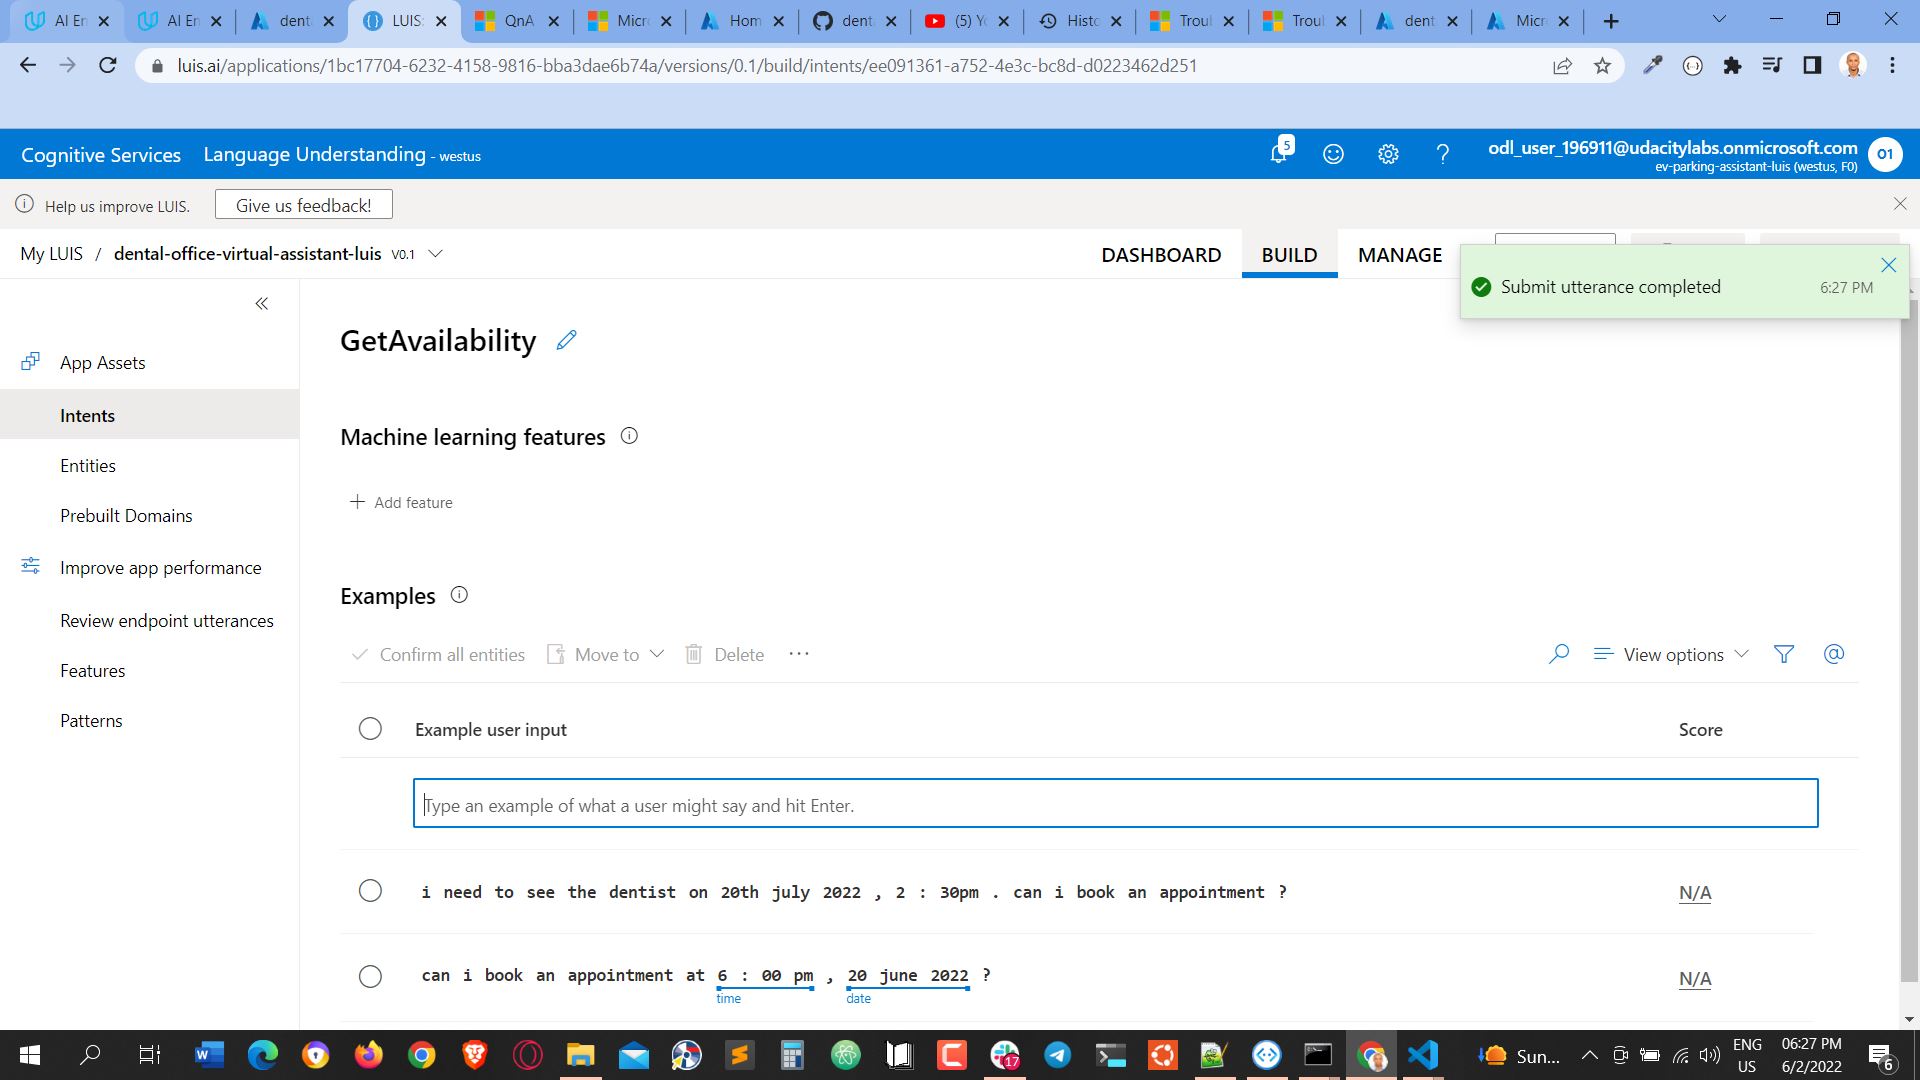 AI En
AI En
dent
LUIS:
QnA
Micro
Hom
dent
(5) Yo
Histo
Troul
Troul
dent
Micro
luis.ai/applications/1bc17704-6232-4158-9816-bba3dae6b74a/versions/0.1/build/intents/ee091361-a752-4e3c-bc8d-d0223462d251
Cognitive Services Language Understanding - westus
5
odl_user_196911@udacitylabs.onmicrosoft.com
ev-parking-assistant-luis (westus, F0)
O1
Help us improve LUIS. Give us feedback!
My LUIS / dental-office-virtual-assistant-luis V0.1
DASHBOARD BUILD MANAGE
Submit utterance completed 6:27 PM
App Assets
Intents
Entities
Prebuilt Domains
Improve app performance
Review endpoint utterances
Features
Patterns
GetAvailability
Machine learning features
+ Add feature
Examples
Confirm all entities Move to Delete ...
View options @
Example user input Score
Type an example of what a user might say and hit Enter.
i need to see the dentist on 20th july 2022 , 2 : 30pm . can i book an appointment ? N/A
can i book an appointment at 6 : 00 pm , 20 june 2022 ? N/A
time date
17
Sun...
ENG
US
06:27 PM
6/2/2022
6